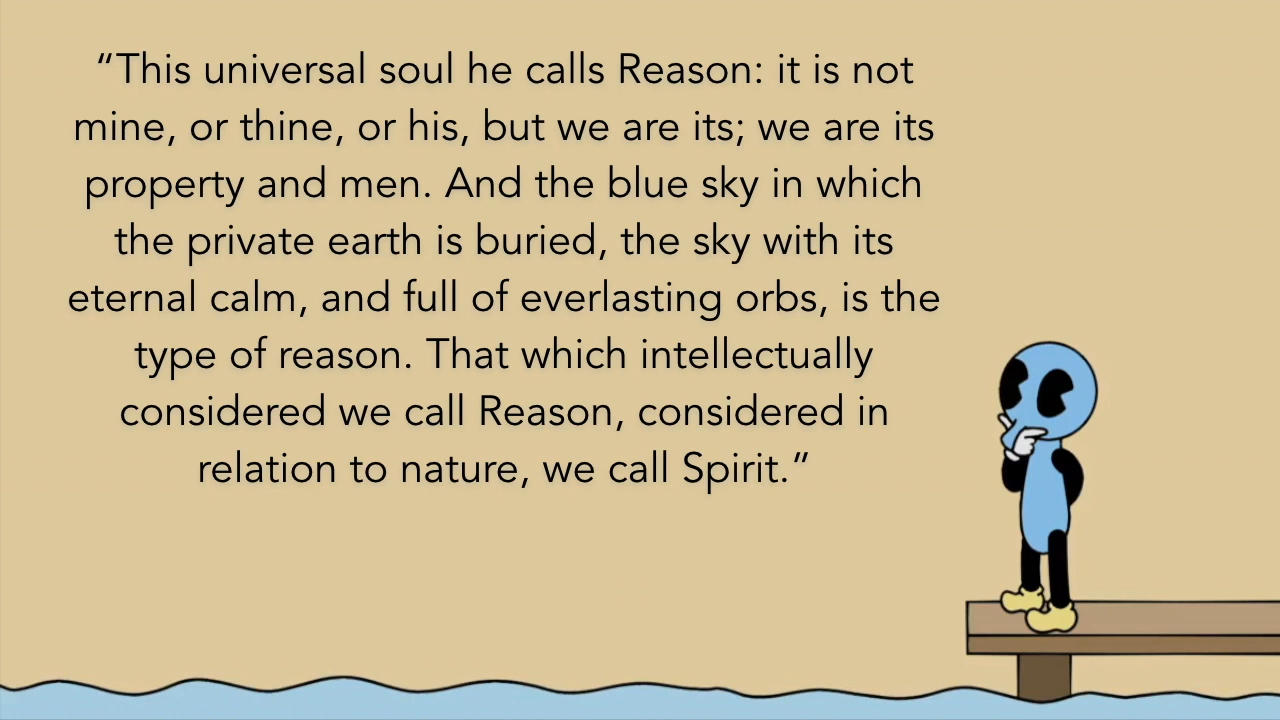 “This universal soul he calls Reason: it is not
mine, or thine, or his, but we are its; we are its
property and men. And the blue sky in which
the private earth is buried, the sky with its
eternal calm, and full of everlasting orbs, is the
type of reason. That which intellectually
considered we call Reason, considered in
relation to nature, we call Spirit.”